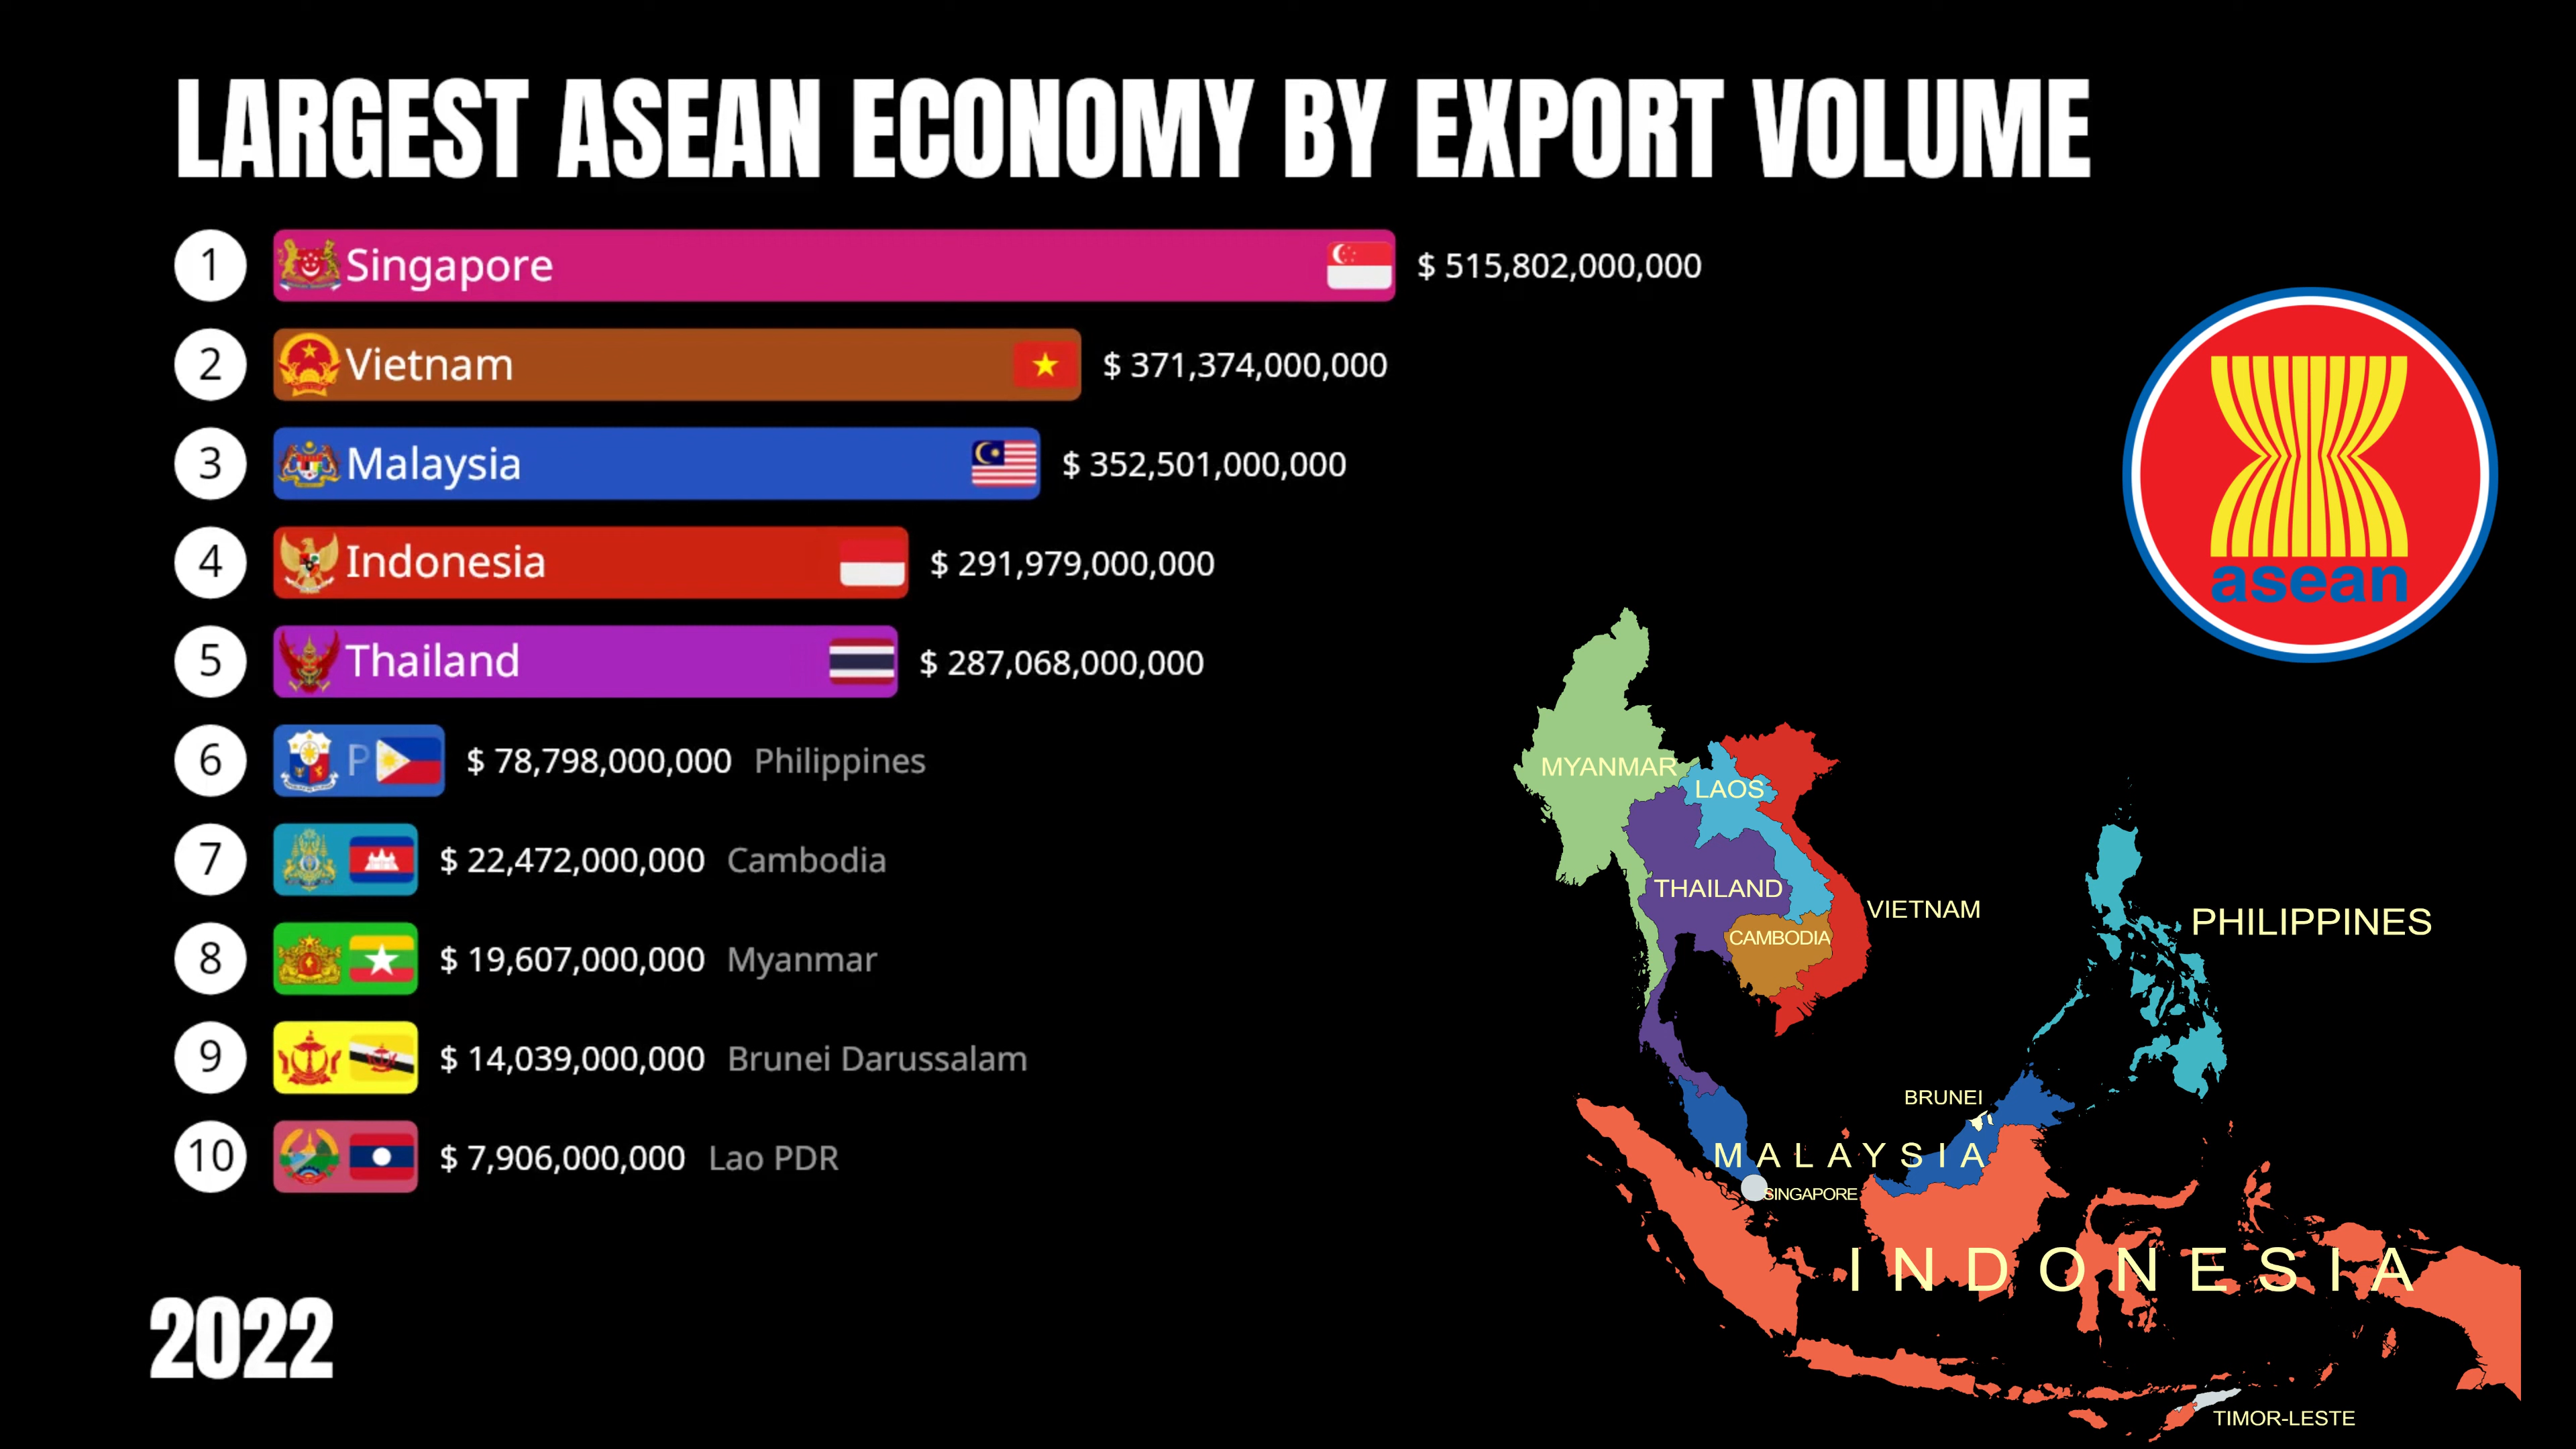 LARGEST ASEAN ECONOMY BY EXPORT VOLUME
1 Singapore $ 515,802,000,000
2 Vietnam $ 371,374,000,000
3 Malaysia $ 352,501,000,000
4 Indonesia $ 291,979,000,000
5 Thailand $ 287,068,000,000
6 P $ 78,798,000,000 Philippines
7 $ 22,472,000,000 Cambodia
8 $ 19,607,000,000 Myanmar
9 $ 14,039,000,000 Brunei Darussalam
10 $ 7,906,000,000 Lao PDR
2022
asean
MYANMAR
LAOS
THAILAND
VIETNAM
CAMBODIA
PHILIPPINES
BRUNEI
MALAYSIA
SINGAPORE
INDONESIA
TIMOR-LESTE